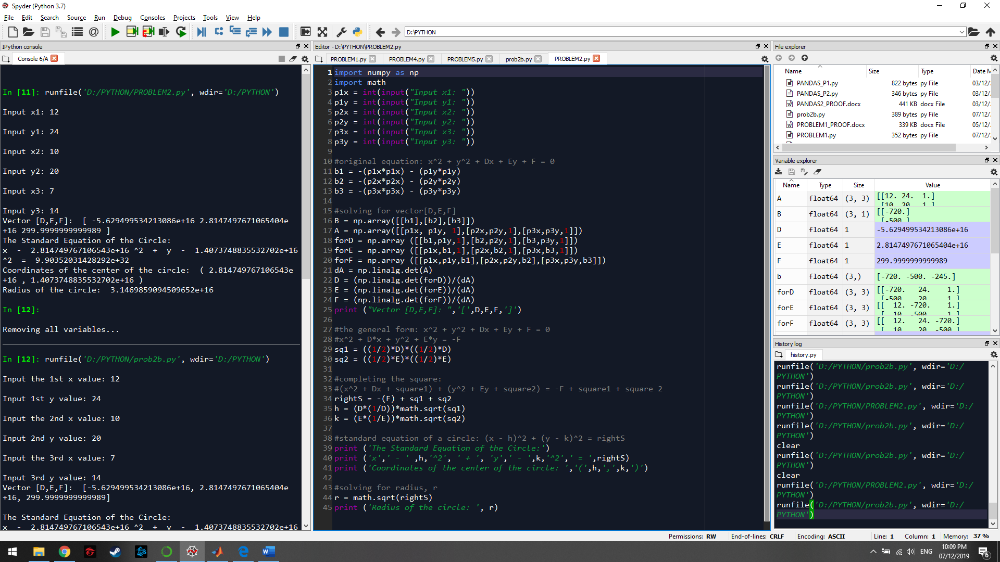 Spyder (Python 3.7)
File Edit Search Source Run Debug Consoles Projects Tools View Help
D:\PYTHON
IPython console
Console 6/A
In [11]: runfile('D:/PYTHON/PROBLEM2.py', wdir='D:/PYTHON')
Input x1: 12
Input y1: 24
Input x2: 10
Input y2: 20
Input x3: 7
Input y3: 14
Vector [D,E,F]:  [ -5.629499534213086e+16 2.8147497671065404e
+16 299.9999999999989 ]
The Standard Equation of the Circle:
x  -  2.814749767106543e+16 ^2  +  y  -  1.4073748835532702e+16
^2  =  9.90352031428292e+32
Coordinates of the center of the circle:  ( 2.814749767106543e
+16 , 1.4073748835532702e+16 )
Radius of the circle:  3.1469859094509652e+16
In [12]:
Removing all variables...
In [12]: runfile('D:/PYTHON/prob2b.py', wdir='D:/PYTHON')
Input the 1st x value: 12
Input 1st y value: 24
Input the 2nd x value: 10
Input 2nd y value: 20
Input the 3rd x value: 7
Input 3rd y value: 14
Vector [D,E,F]:  [-5.629499534213086e+16, 2.8147497671065404e
+16, 299.9999999999989]
The Standard Equation of the Circle:
x  -  2.814749767106543e+16 ^2  +  y  -  1.4073748835532702e+16
Editor - D:\PYTHON\PROBLEM2.py
PROBLEM1.py PROBLEM4.py PROBLEM5.py prob2b.py PROBLEM2.py
1 import numpy as np
2 import math
3 p1x = int(input("Input x1: "))
4 p1y = int(input("Input y1: "))
5 p2x = int(input("Input x2: "))
6 p2y = int(input("Input y2: "))
7 p3x = int(input("Input x3: "))
8 p3y = int(input("Input y3: "))
9
10 #original equation: x^2 + y^2 + Dx + Ey + F = 0
11 b1 = -(p1x*p1x) - (p1y*p1y)
12 b2 = -(p2x*p2x) - (p2y*p2y)
13 b3 = -(p3x*p3x) - (p3y*p3y)
14
15 #solving for vector[D,E,F]
16 B = np.array([[b1],[b2],[b3]])
17 A = np.array([[p1x, p1y, 1],[p2x,p2y,1],[p3x,p3y,1]])
18 forD = np.array ([[b1,p1y,1],[b2,p2y,1],[b3,p3y,1]])
19 forE = np.array ([[p1x,b1,1],[p2x,b2,1],[p3x,b3,1]])
20 forF = np.array ([[p1x,p1y,b1],[p2x,p2y,b2],[p3x,p3y,b3]])
21 dA = np.linalg.det(A)
22 D = (np.linalg.det(forD))/(dA)
23 E = (np.linalg.det(forE))/(dA)
24 F = (np.linalg.det(forF))/(dA)
25 print ("Vector [D,E,F]: ",'[',D,E,F,']')
26
27 #the general form: x^2 + y^2 + Dx + Ey + F = 0
28 #x^2 + D*x + y^2 + E*y = -F
29 sq1 = ((1/2)*D)*((1/2)*D)
30 sq2 = ((1/2)*E)*((1/2)*E)
31
32 #completing the square:
33 #(x^2 + Dx + square1) + (y^2 + Ey + square2) = -F + square1 + square 2
34 rightS = -(F) + sq1 + sq2
35 h = (D*(1/D))*math.sqrt(sq1)
36 k = (E*(1/E))*math.sqrt(sq2)
37
38 #standard equation of a circle: (x - h)^2 + (y - k)^2 = rightS
39 print ('The Standard Equation of the Circle:')
40 print ('x',' - ' ,h,'^2', ' + ', 'y',' - ',k,'^2',' = ',rightS)
41 print ('Coordinates of the center of the circle: ','(',h,',',k,')')
42
43 #solving for radius, r
44 r = math.sqrt(rightS)
45 print ('Radius of the circle: ', r)
File explorer
Name Size Type Date M
PANDAS_P1.py 822 bytes py File 03/12/
PANDAS_P2.py 346 bytes py File 03/12/
PANDAS2_PROOF.docx 441 KB docx File 03/12/
prob2b.py 389 bytes py File 07/12/
PROBLEM1_PROOF.docx 339 KB docx File 05/12/
PROBLEM1.py 352 bytes py File 07/12/
Variable explorer
Name Type Size Value
A float64 (3, 3) [[12. 24.  1.]
[10. 20.  1.]
B float64 (3, 1) [[-720.]
[-500.]
D float64 1 -5.629499534213086e+16
E float64 1 2.8147497671065404e+16
F float64 1 299.9999999999989
b float64 (3,) [-720. -500. -245.]
forD float64 (3, 3) [[-720.   24.    1.]
[-500.   20.    1.]
forE float64 (3, 3) [[  12. -720.    1.]
[  10. -500.    1.]
forF float64 (3, 3) [[  12.   24. -720.]
[  10.   20. -500.]
History log
history.py
runfile('D:/PYTHON/prob2b.py', wdir='D:/
PYTHON')
runfile('D:/PYTHON/prob2b.py', wdir='D:/
PYTHON')
runfile('D:/PYTHON/PROBLEM2.py', wdir='D:/
PYTHON')
runfile('D:/PYTHON/prob2b.py', wdir='D:/
PYTHON')
clear
runfile('D:/PYTHON/prob2b.py', wdir='D:/
PYTHON')
clear
runfile('D:/PYTHON/PROBLEM2.py', wdir='D:/
PYTHON')
runfile('D:/PYTHON/prob2b.py', wdir='D:/
PYTHON')
Permissions: RW End-of-lines: CRLF Encoding: ASCII Line: 1 Column: 1 Memory: 37 %
ENG
10:09 PM
07/12/2019
6